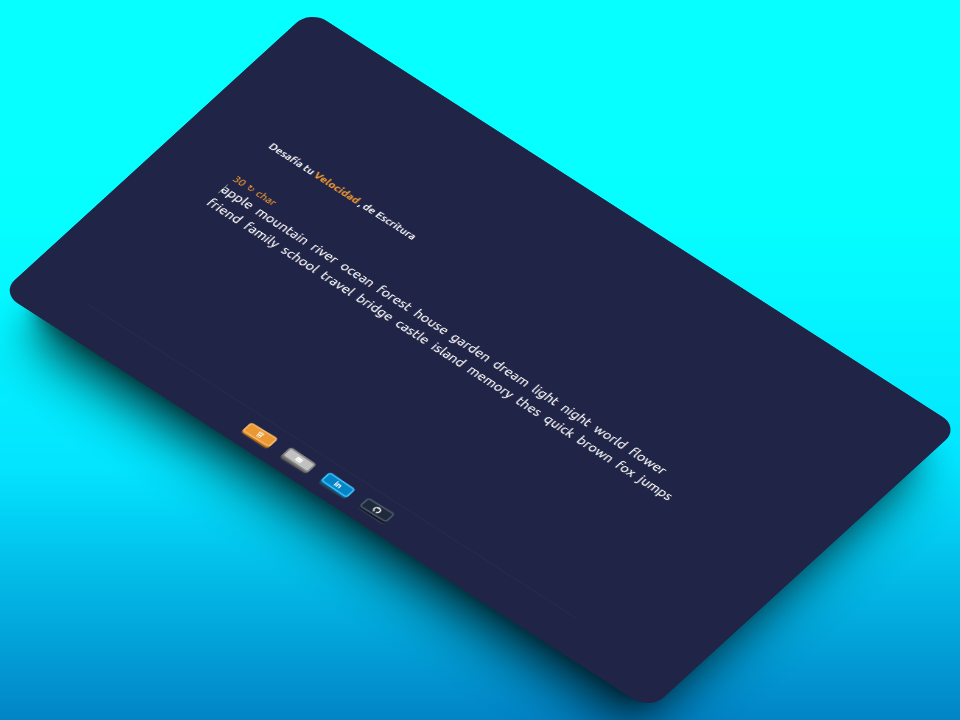 Desafía tu Velocidad, de Escritura
30 ↻ char
apple mountain river ocean forest house garden dream light night world flower
friend family school travel bridge castle island memory thes quick brown fox jumps
in